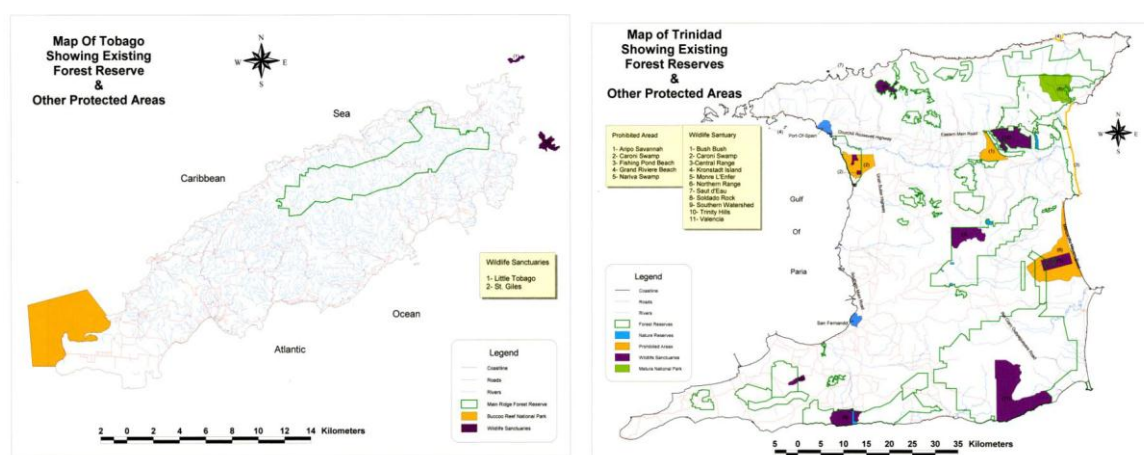 Map Of Tobago
Showing Existing
Forest Reserve
&
Other Protected Areas
N
W E
S
Sea
Caribbean
Wildlife Sanctuaries
1- Little Tobago
2- St. Giles
Ocean
Atlantic
Legend
Coastline
Roads
Rivers
Main Ridge Forest Reserve
Buccoo Reef National Park
Wildlife Sanctuaries
2 0 2 4 6 8 10 12 14 Kilometers
Map of Trinidad
Showing Existing
Forest Reserves
&
Other Protected Areas
N
W E
S
Prohibited Aread
1- Aripo Savannah
2- Caroni Swamp
3- Fishing Pond Beach
4- Grand Riviere Beach
5- Nariva Swamp
Wildlife Santuary
1- Bush Bush
2- Caroni Swamp
3-Central Range
4- Kronstadt Island
5- Monre L'Enfer
6- Northern Range
7- Saut d'Eau
8- Soldado Rock
9- Southern Watershed
10- Trinity Hills
11- Valencia
Port-Of-Spain
Eastern Main Road
Gulf
Of
Paria
San Fernando
Legend
Coastline
Roads
Rivers
Forest Reserves
Nature Reserves
Prohibited Areas
Wildlife Sanctuaries
Matura National Park
5 0 5 10 15 20 25 30 35 Kilometers